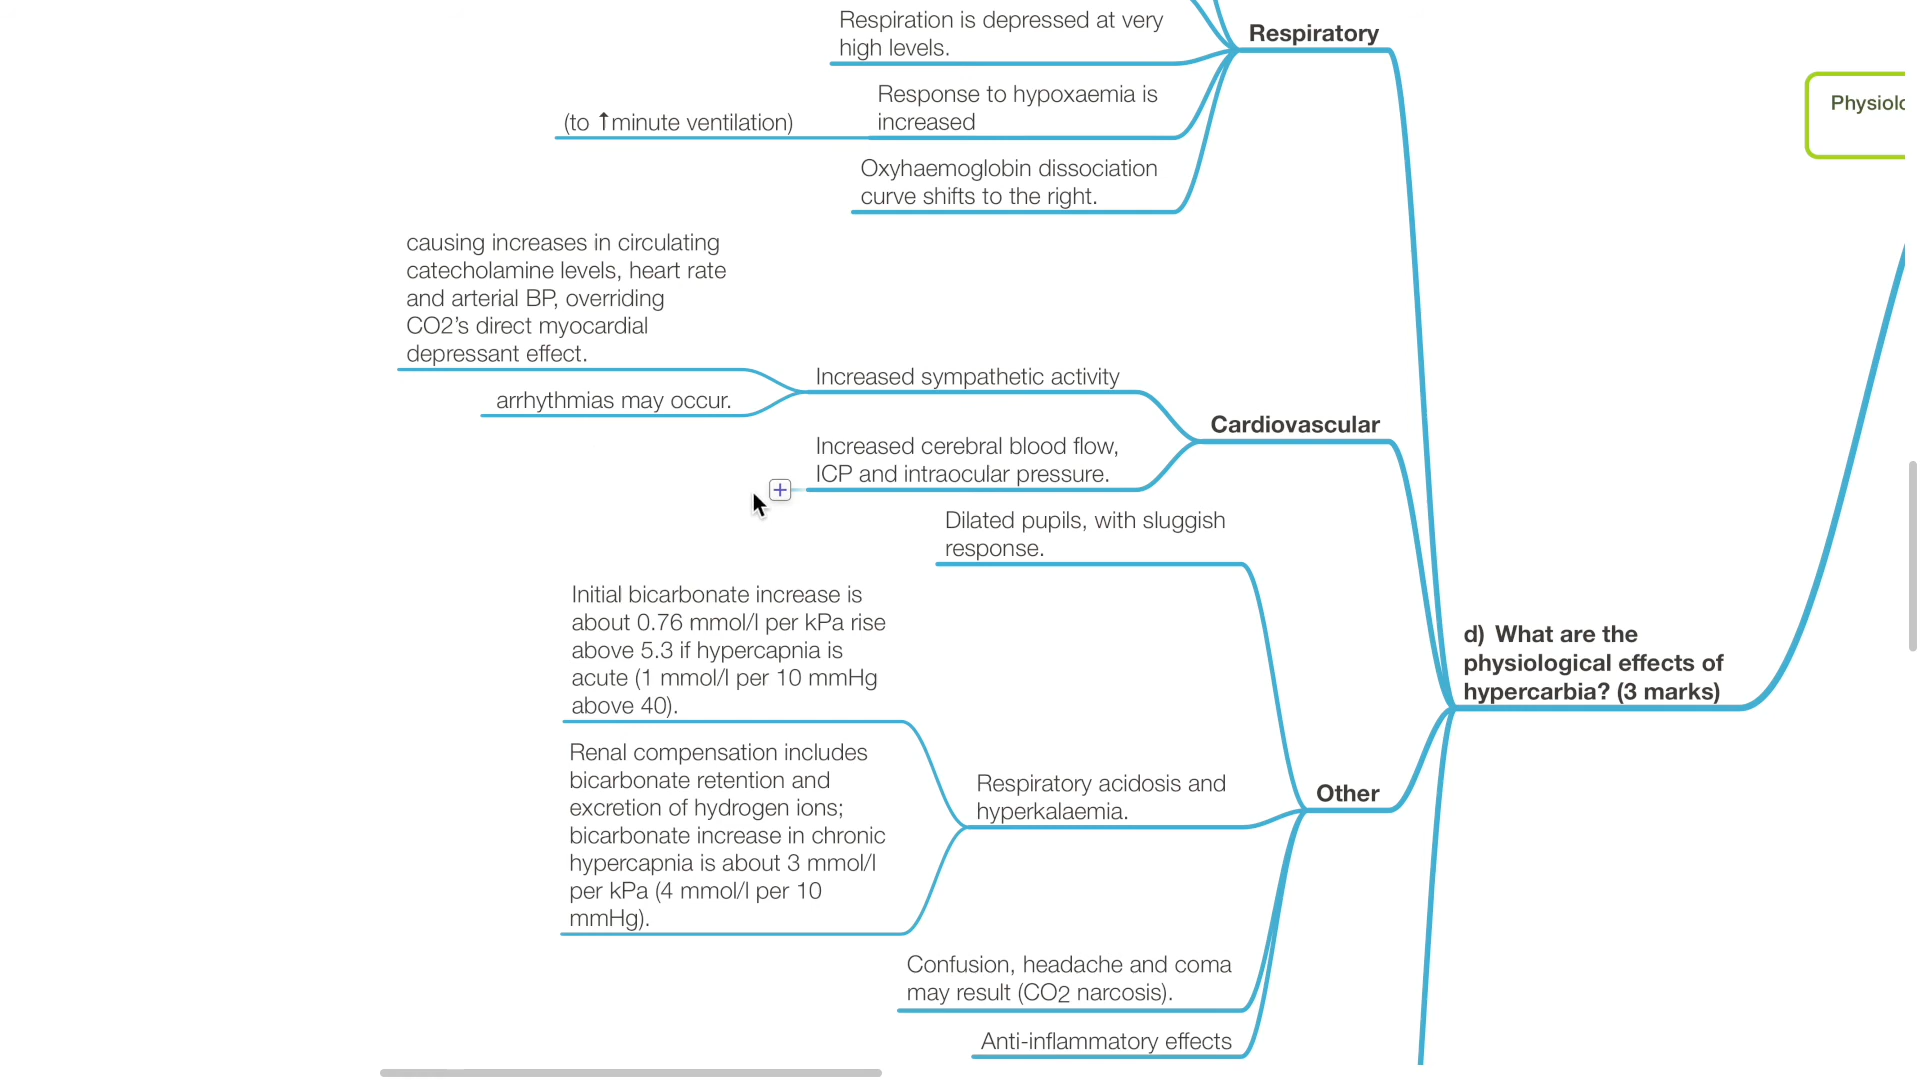 Respiration is depressed at very
high levels.
Respiratory
Response to hypoxaemia is
increased
(to ↑minute ventilation)
Oxyhaemoglobin dissociation
curve shifts to the right.
causing increases in circulating
catecholamine levels, heart rate
and arterial BP, overriding
CO2’s direct myocardial
depressant effect.
arrhythmias may occur.
Increased sympathetic activity
Cardiovascular
Increased cerebral blood flow,
ICP and intraocular pressure.
Dilated pupils, with sluggish
response.
Initial bicarbonate increase is
about 0.76 mmol/l per kPa rise
above 5.3 if hypercapnia is
acute (1 mmol/l per 10 mmHg
above 40).
Renal compensation includes
bicarbonate retention and
excretion of hydrogen ions;
bicarbonate increase in chronic
hypercapnia is about 3 mmol/l
per kPa (4 mmol/l per 10
mmHg).
Respiratory acidosis and
hyperkalaemia.
Other
Confusion, headache and coma
may result (CO2 narcosis).
Anti-inflammatory effects
d) What are the
physiological effects of
hypercarbia? (3 marks)